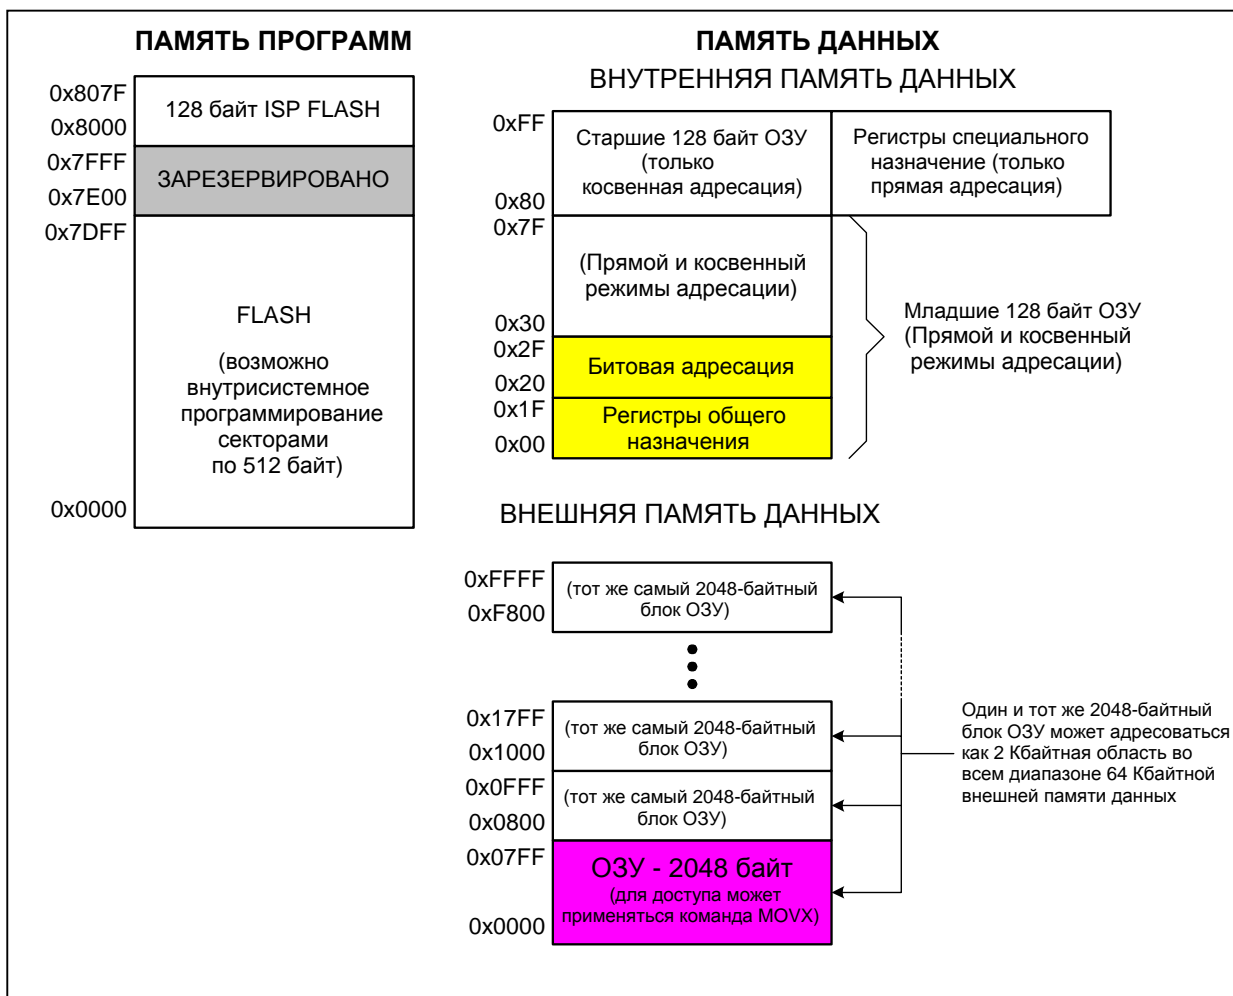 ПАМЯТЬ ПРОГРАММ
0x807F
0x8000
128 байт ISP FLASH
0x7FFF
0x7E00
ЗАРЕЗЕРВИРОВАНО
0x7DFF
FLASH
(возможно
внутрисистемное
программирование
секторами
по 512 байт)
0x0000
ПАМЯТЬ ДАННЫХ
ВНУТРЕННЯЯ ПАМЯТЬ ДАННЫХ
0xFF
0x80
Старшие 128 байт ОЗУ
(только
косвенная адресация)
Регистры специального
назначение (только
прямая адресация)
0x7F
(Прямой и косвенный
режимы адресации)
0x30
0x2F
0x20
Битовая адресация
0x1F
0x00
Регистры общего
назначения
Младшие 128 байт ОЗУ
(Прямой и косвенный
режимы адресации)
ВНЕШНЯЯ ПАМЯТЬ ДАННЫХ
0xFFFF
0xF800
(тот же самый 2048-байтный
блок ОЗУ)
0x17FF
0x1000
(тот же самый 2048-байтный
блок ОЗУ)
0x0FFF
0x0800
(тот же самый 2048-байтный
блок ОЗУ)
0x07FF
0x0000
ОЗУ - 2048 байт
(для доступа может
применяться команда MOVX)
Один и тот же 2048-байтный
блок ОЗУ может адресоваться
как 2 Кбайтная область во
всем диапазоне 64 Кбайтной
внешней памяти данных